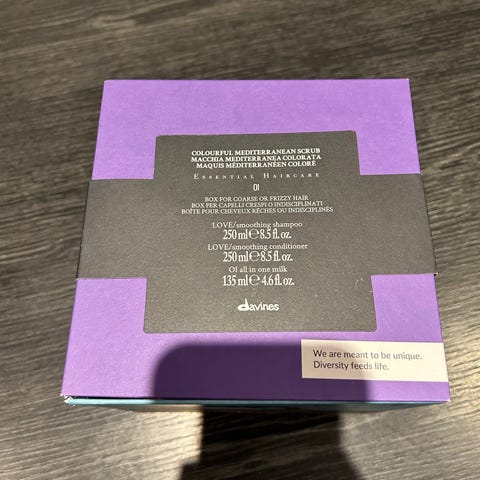 COLOURFUL MEDITERRANEAN SCRUB
MACCHIA MEDITERRANEA COLORATA
MAQUIS MÉDITERRANÉEN COLORÉ
ESSENTIAL HAIRCARE
01
BOX FOR COARSE OR FRIZZY HAIR
BOX PER CAPELLI CRESPI O INDISCIPLINATI
BOÎTE POUR CHEVEUX RÊCHES OU INDISCIPLINÉS
LOVE/smoothing shampoo
250 ml ℮ 8.5 fl. oz.
LOVE/smoothing conditioner
250 ml ℮ 8.5 fl. oz.
OI all in one milk
135 ml ℮ 4.6 fl. oz.
davines
We are meant to be unique.
Diversity feeds life.